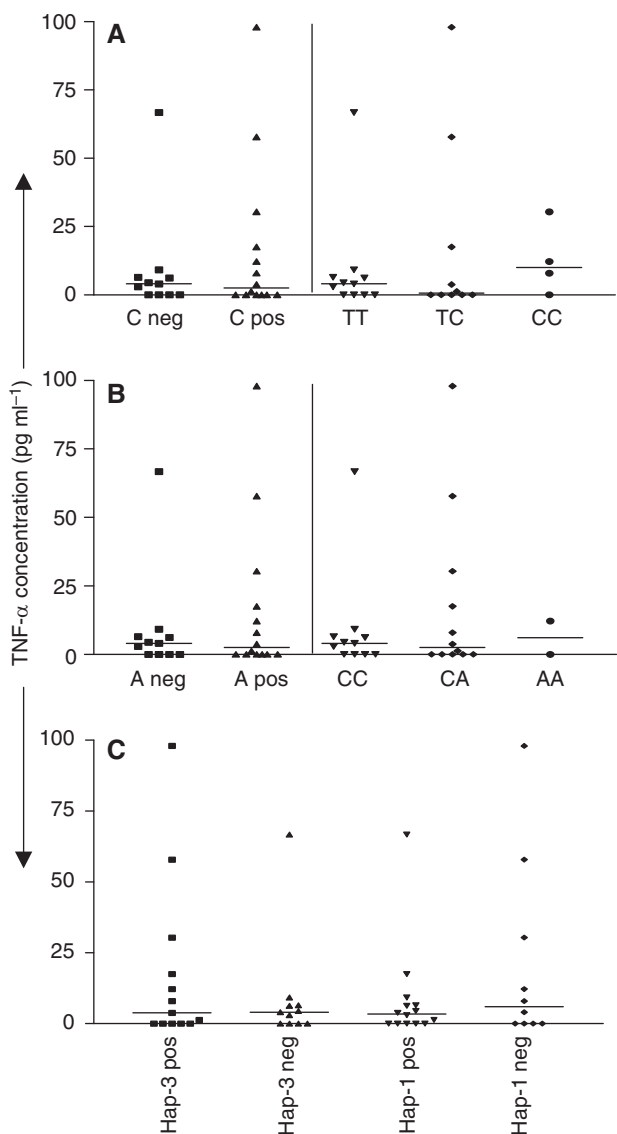 TNF-α concentration (pg ml⁻¹)
A
100
75
50
25
0
C neg C pos TT TC CC
B
100
75
50
25
0
A neg A pos CC CA AA
C
100
75
50
25
0
Hap-3 pos
Hap-3 neg
Hap-1 pos
Hap-1 neg